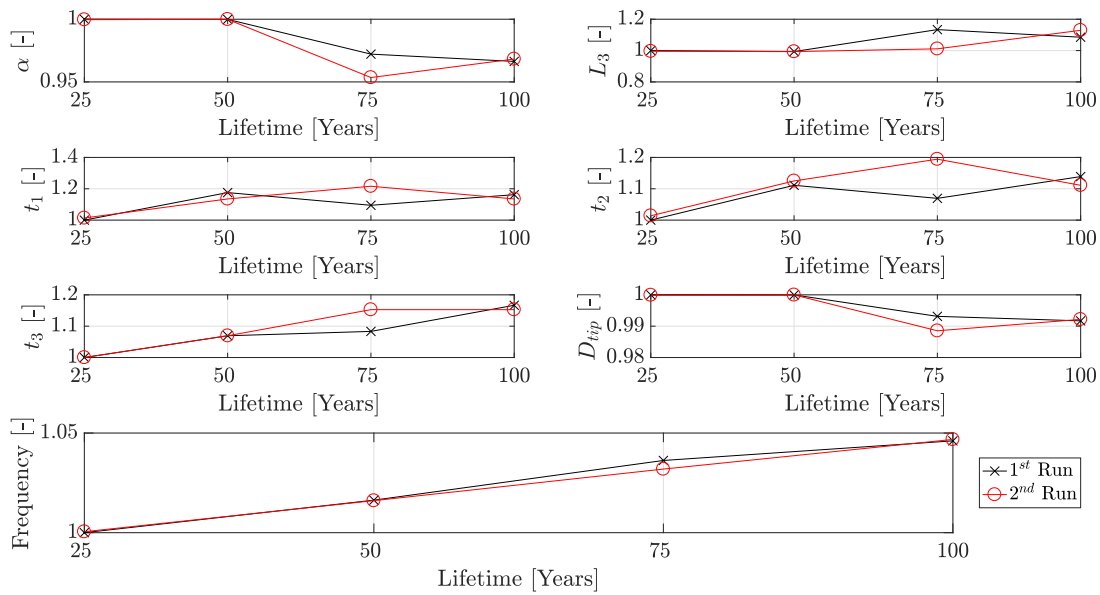 α [-]
1
0.95
25 50 75 100
Lifetime [Years]
L₃ [-]
1.2
1
0.8
25 50 75 100
Lifetime [Years]
t₁ [-]
1.4
1.2
1
25 50 75 100
Lifetime [Years]
t₂ [-]
1.2
1.1
1
25 50 75 100
Lifetime [Years]
t₃ [-]
1.2
1.1
1
25 50 75 100
Lifetime [Years]
D_tip [-]
1
0.99
0.98
25 50 75 100
Lifetime [Years]
Frequency [-]
1.05
1
25 50 75 100
Lifetime [Years]
1st Run
2nd Run